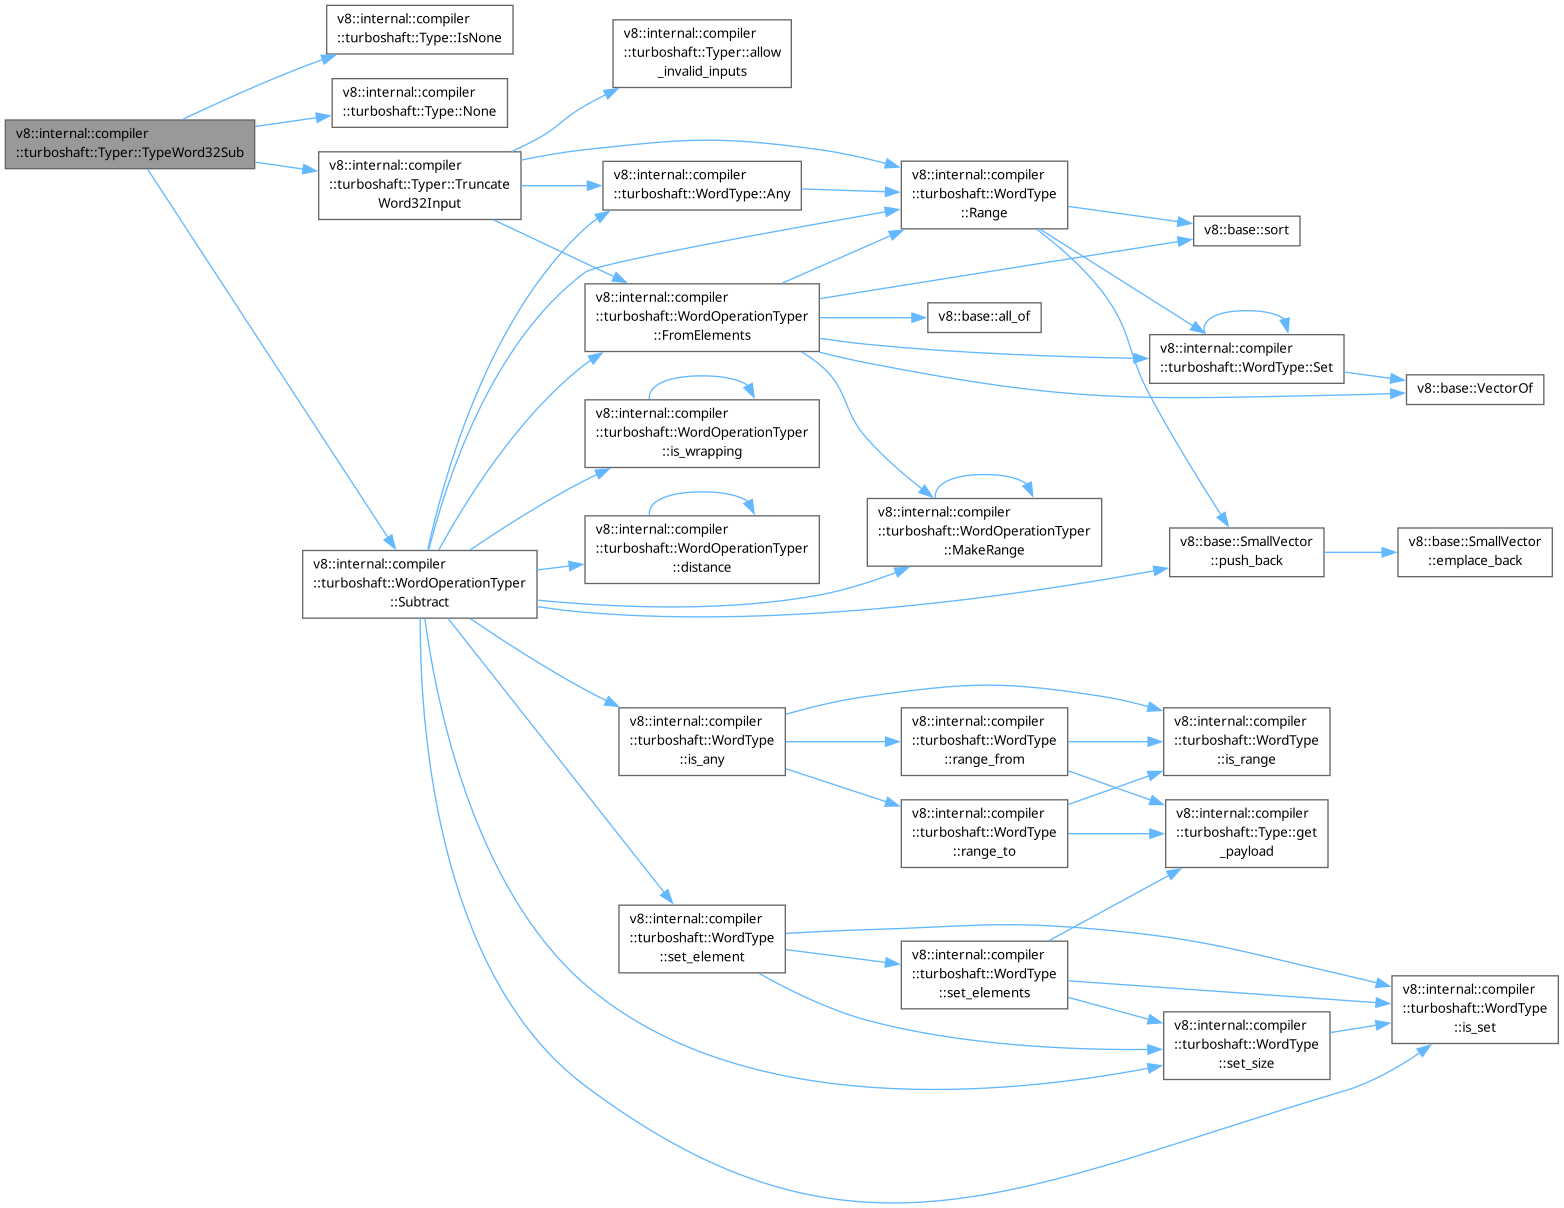 v8::internal::compiler
::turboshaft::Type::IsNone
v8::internal::compiler
::turboshaft::Typer::allow
_invalid_inputs
v8::internal::compiler
::turboshaft::Type::None
v8::internal::compiler
::turboshaft::Typer::TypeWord32Sub
v8::internal::compiler
::turboshaft::Typer::Truncate
Word32Input
v8::internal::compiler
::turboshaft::WordType::Any
v8::internal::compiler
::turboshaft::WordType
::Range
v8::base::sort
v8::internal::compiler
::turboshaft::WordOperationTyper
::FromElements
v8::base::all_of
v8::internal::compiler
::turboshaft::WordType::Set
v8::base::VectorOf
v8::internal::compiler
::turboshaft::WordOperationTyper
::is_wrapping
v8::internal::compiler
::turboshaft::WordOperationTyper
::distance
v8::internal::compiler
::turboshaft::WordOperationTyper
::MakeRange
v8::base::SmallVector
::push_back
v8::base::SmallVector
::emplace_back
v8::internal::compiler
::turboshaft::WordOperationTyper
::Subtract
v8::internal::compiler
::turboshaft::WordType
::is_any
v8::internal::compiler
::turboshaft::WordType
::range_from
v8::internal::compiler
::turboshaft::WordType
::is_range
v8::internal::compiler
::turboshaft::WordType
::range_to
v8::internal::compiler
::turboshaft::Type::get
_payload
v8::internal::compiler
::turboshaft::WordType
::set_element
v8::internal::compiler
::turboshaft::WordType
::set_elements
v8::internal::compiler
::turboshaft::WordType
::is_set
v8::internal::compiler
::turboshaft::WordType
::set_size